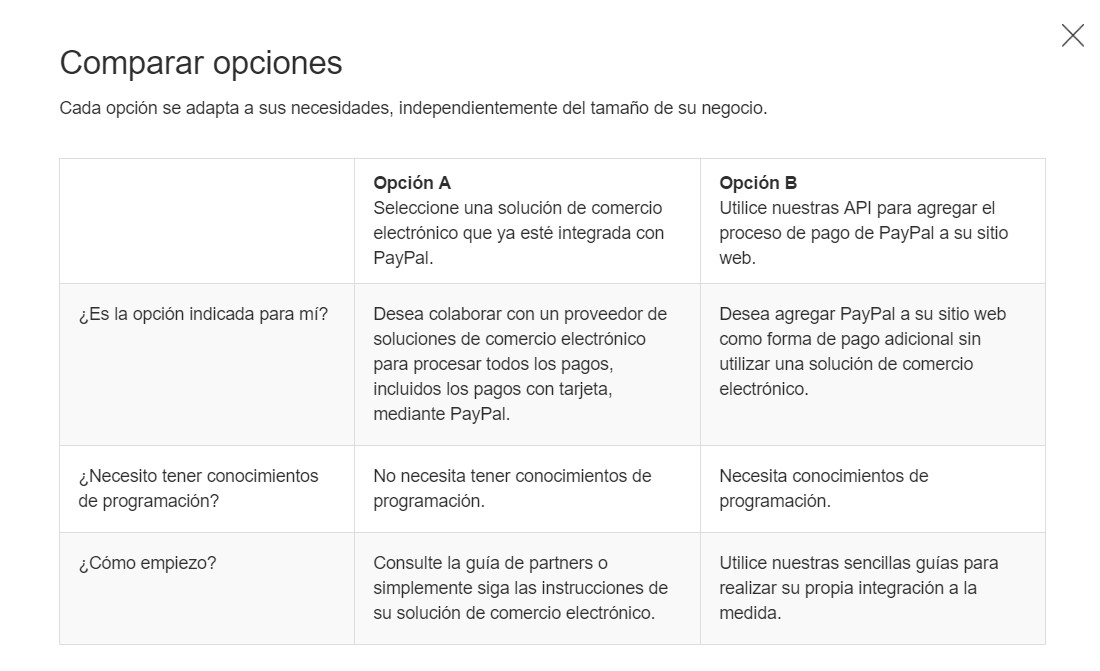 Comparar opciones
Cada opción se adapta a sus necesidades, independientemente del tamaño de su negocio.
Opción A
Seleccione una solución de comercio
electrónico que ya esté integrada con
PayPal.
Opción B
Utilice nuestras API para agregar el
proceso de pago de PayPal a su sitio
web.
¿Es la opción indicada para mí?
Desea colaborar con un proveedor de
soluciones de comercio electrónico
para procesar todos los pagos,
incluidos los pagos con tarjeta,
mediante PayPal.
Desea agregar PayPal a su sitio web
como forma de pago adicional sin
utilizar una solución de comercio
electrónico.
¿Necesito tener conocimientos
de programación?
No necesita tener conocimientos de
programación.
Necesita conocimientos de
programación.
¿Cómo empiezo?
Consulte la guía de partners o
simplemente siga las instrucciones de
su solución de comercio electrónico.
Utilice nuestras sencillas guías para
realizar su propia integración a la
medida.